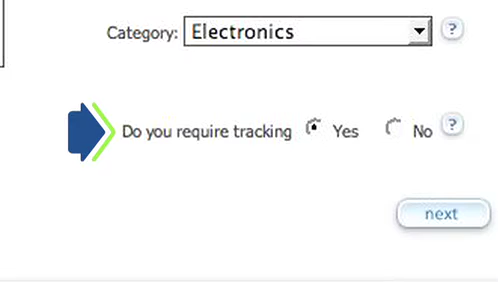 Category: Electronics ?
Do you require tracking Yes No ?
next